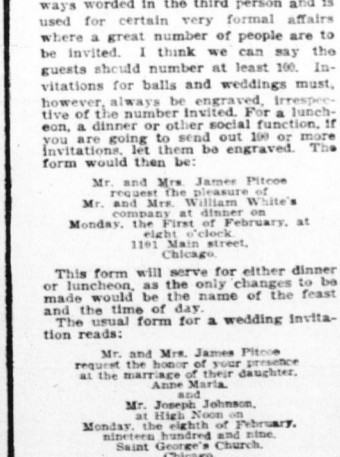 ways worded in the third person and is
used for certain very formal affairs
where a great number of people are to
be invited. I think we can say the
guests should number at least 100. In-
vitations for balls and weddings must,
however, always be engraved, irrespec-
tive of the number invited. For a lunch-
eon, a dinner or other social function, if
you are going to send out 100 or more
invitations, let them be engraved. The
form would then be:
Mr. and Mrs. James Pitcoe
request the pleasure of
Mr. and Mrs. William White's
company at dinner on
Monday, the First of February, at
eight o'clock.
1101 Main street,
Chicago.
This form will serve for either dinner
or luncheon, as the only changes to be
made would be the name of the feast
and the time of day.
The usual form for a wedding invita-
tion reads:
Mr. and Mrs. James Pitcoe
request the honor of your presence
at the marriage of their daughter,
Anne Maria,
and
Mr. Joseph Johnson,
at High Noon on
Monday, the eighth of February,
nineteen hundred and nine,
Saint George's Church,
Chicago.